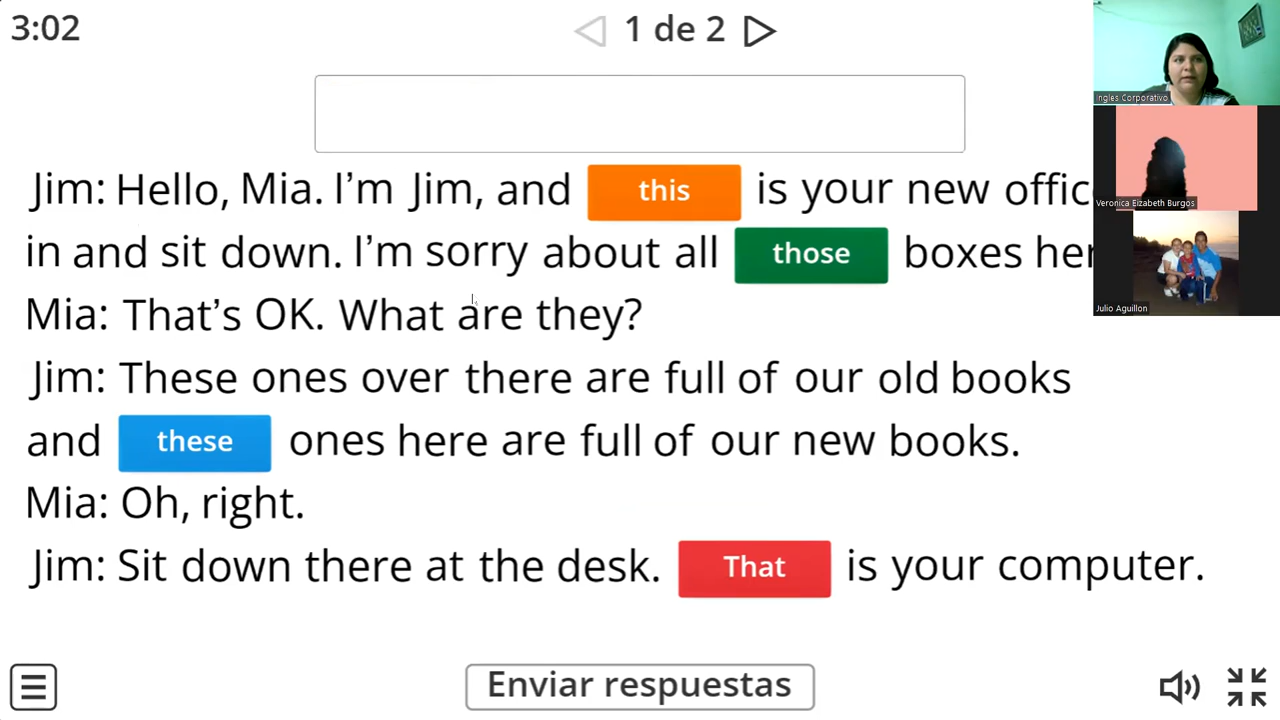 3:02
1 de 2
Ingles Corporativo
Jim: Hello, Mia. I'm Jim, and this is your new
Veronica Eizabeth Burgos
in and sit down. I'm sorry about all those boxes
Mia: That's OK. What are they?
Julio Aguillon
Jim: These ones over there are full of our old books
and these ones here are full of our new books.
Mia: Oh, right.
Jim: Sit down there at the desk. That is your computer.
Enviar respuestas